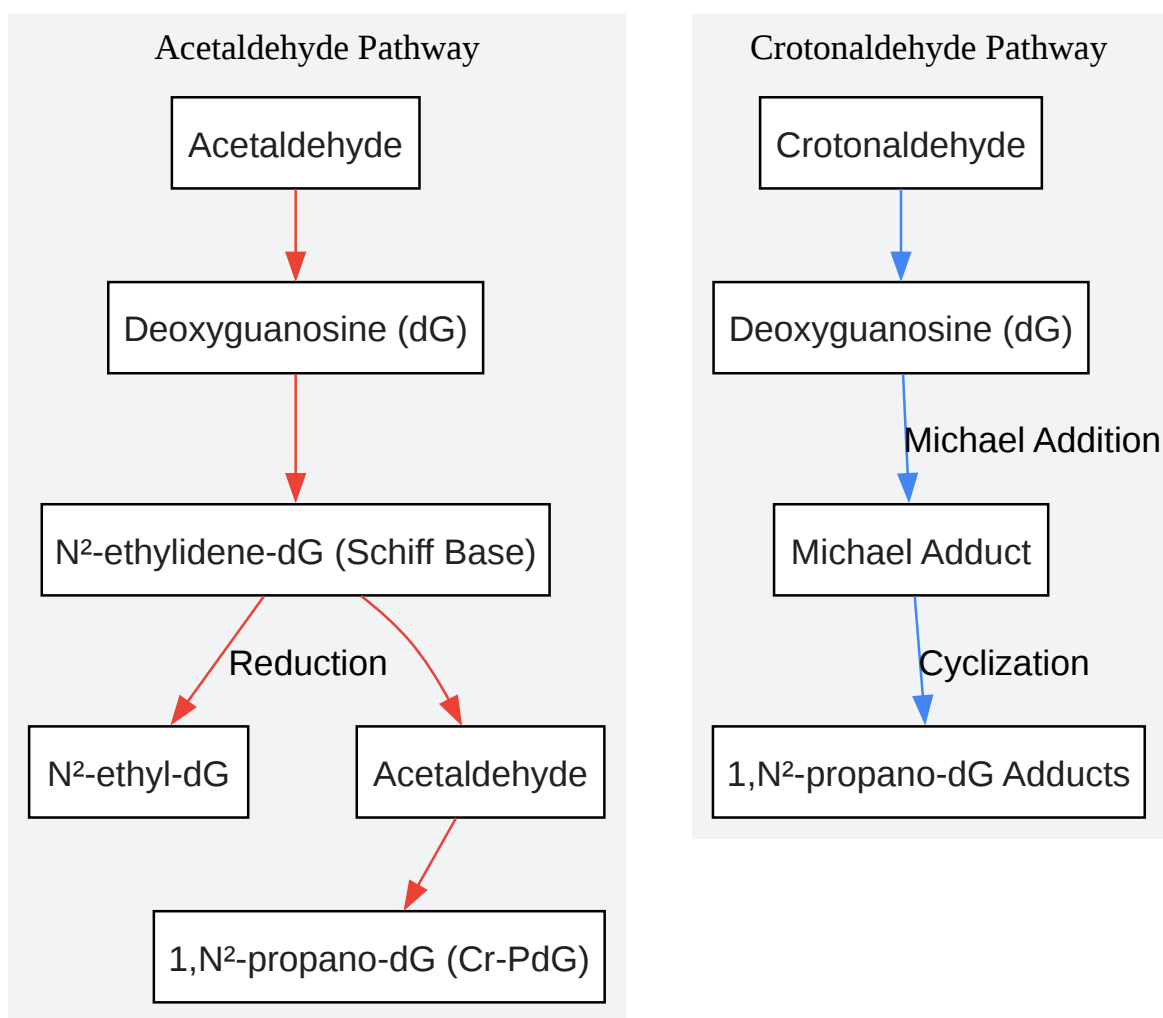 Acetaldehyde Pathway
Acetaldehyde
Deoxyguanosine (dG)
N²-ethylidene-dG (Schiff Base)
Reduction
N²-ethyl-dG
Acetaldehyde
1,N²-propano-dG (Cr-PdG)
Crotonaldehyde Pathway
Crotonaldehyde
Deoxyguanosine (dG)
Michael Addition
Michael Adduct
Cyclization
1,N²-propano-dG Adducts